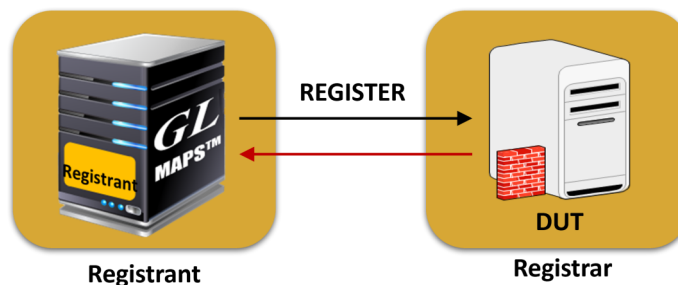 REGISTER
GL
MAPS™
Registrant
DUT
Registrant
Registrar